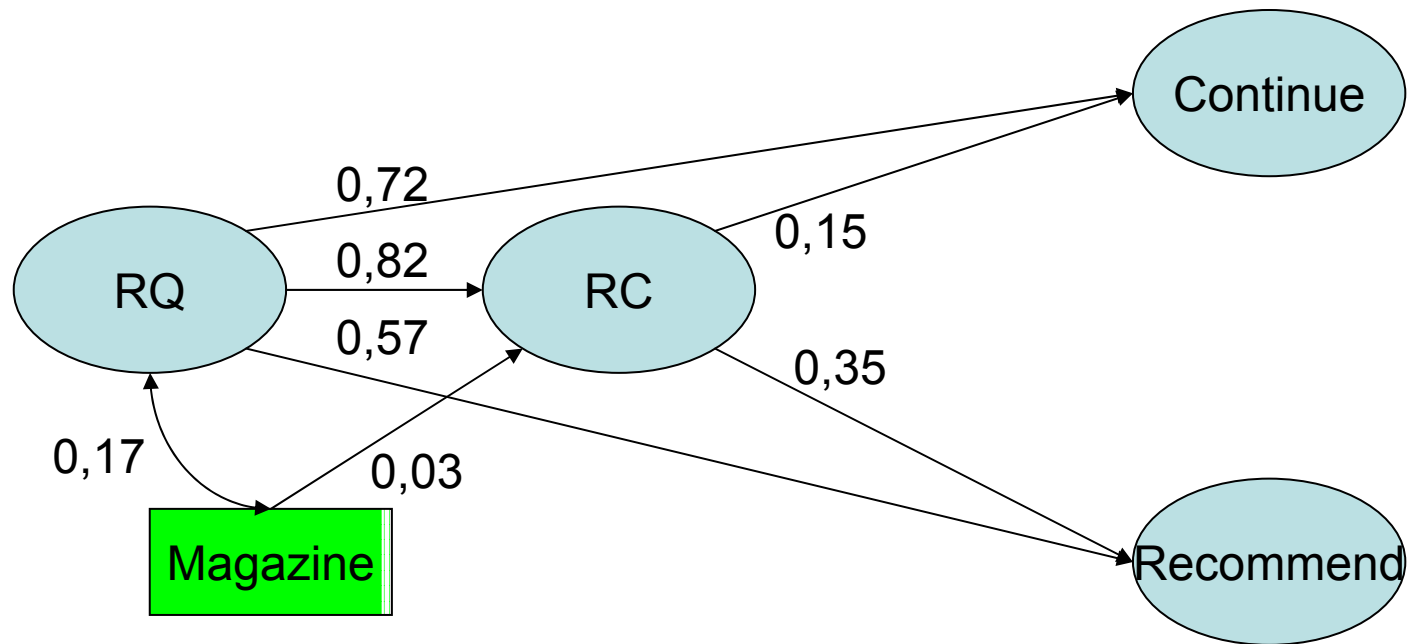 Continue
0,72
0,15
0,82
RQ
RC
0,57
0,35
0,17
0,03
Magazine
Recommend